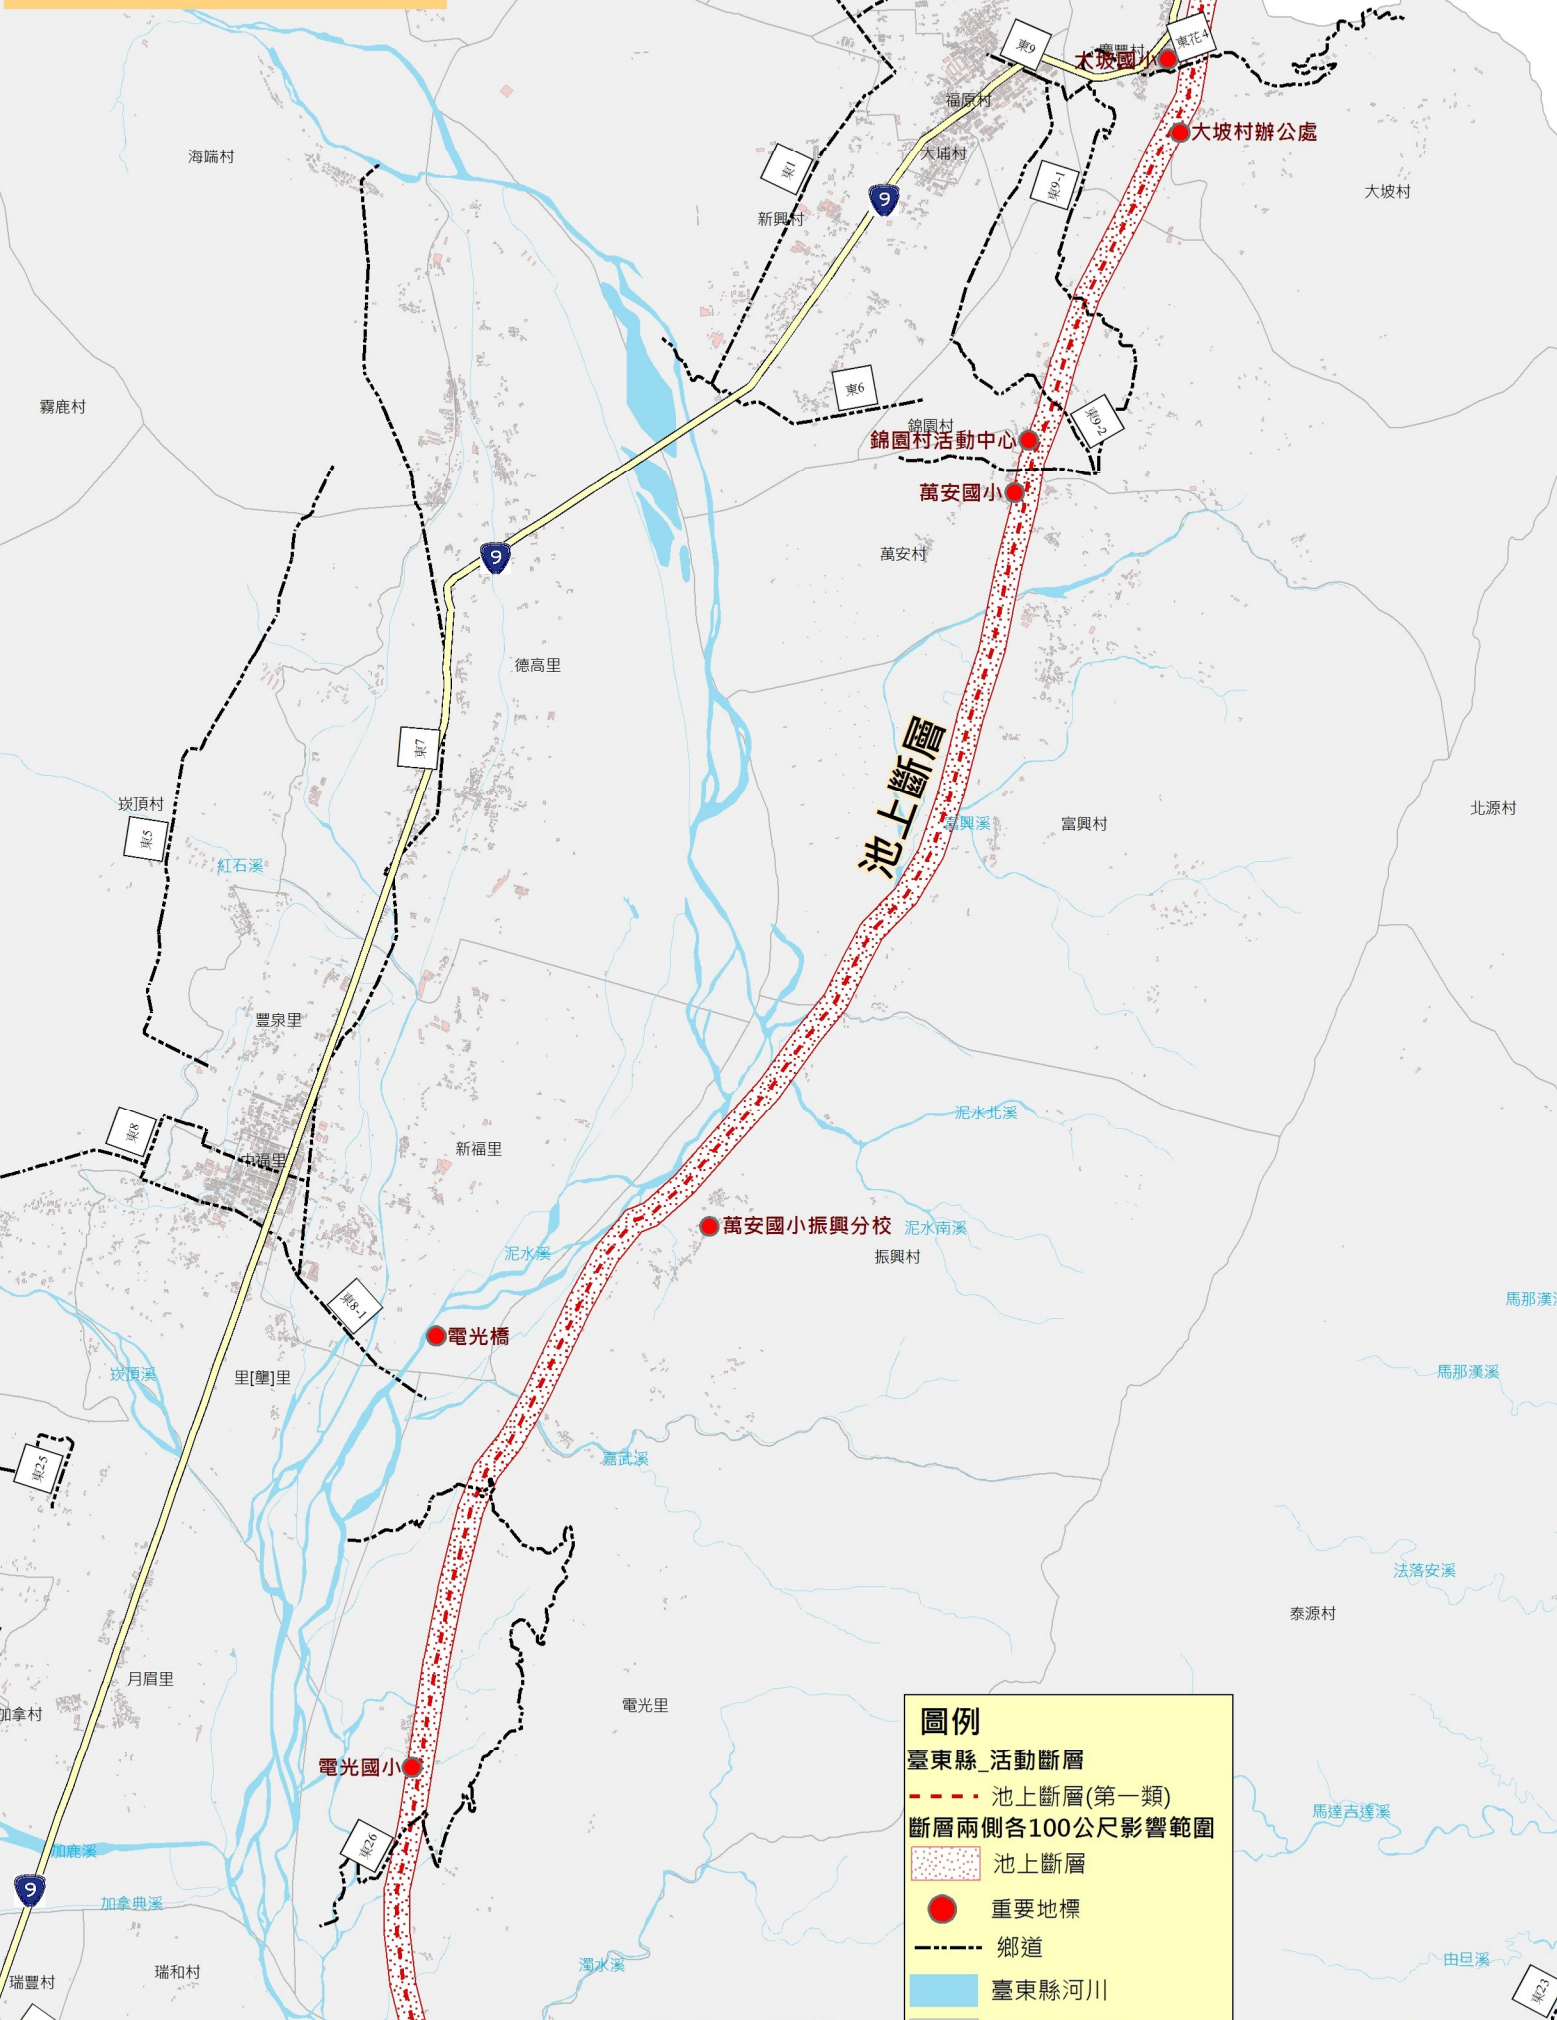 東9
慶豐村
東花4
大坡國小
福原村
大坡村辦公處
大埔村
海端村
東1
東9-1
大坡村
9
新興村
東6
霧鹿村
東9-2
錦園村
錦園村活動中心
萬安國小
萬安村
9
德高里
東7
池上斷層
崁頂村
北源村
富興溪
富興村
東5
紅石溪
豐泉里
泥水北溪
東8
新福里
中福里
萬安國小振興分校
泥水南溪
泥水溪
振興村
東8-1
電光橋
崁頂溪
里[壠]里
馬那漢溪
嘉武溪
東25
法落安溪
泰源村
月眉里
電光里
加拿村
電光國小
圖例
臺東縣_活動斷層
池上斷層(第一類)
斷層兩側各100公尺影響範圍
池上斷層
重要地標
鄉道
臺東縣河川
馬達吉達溪
東26
加鹿溪
9
加拿典溪
瑞豐村
瑞和村
濁水溪
由旦溪
東23